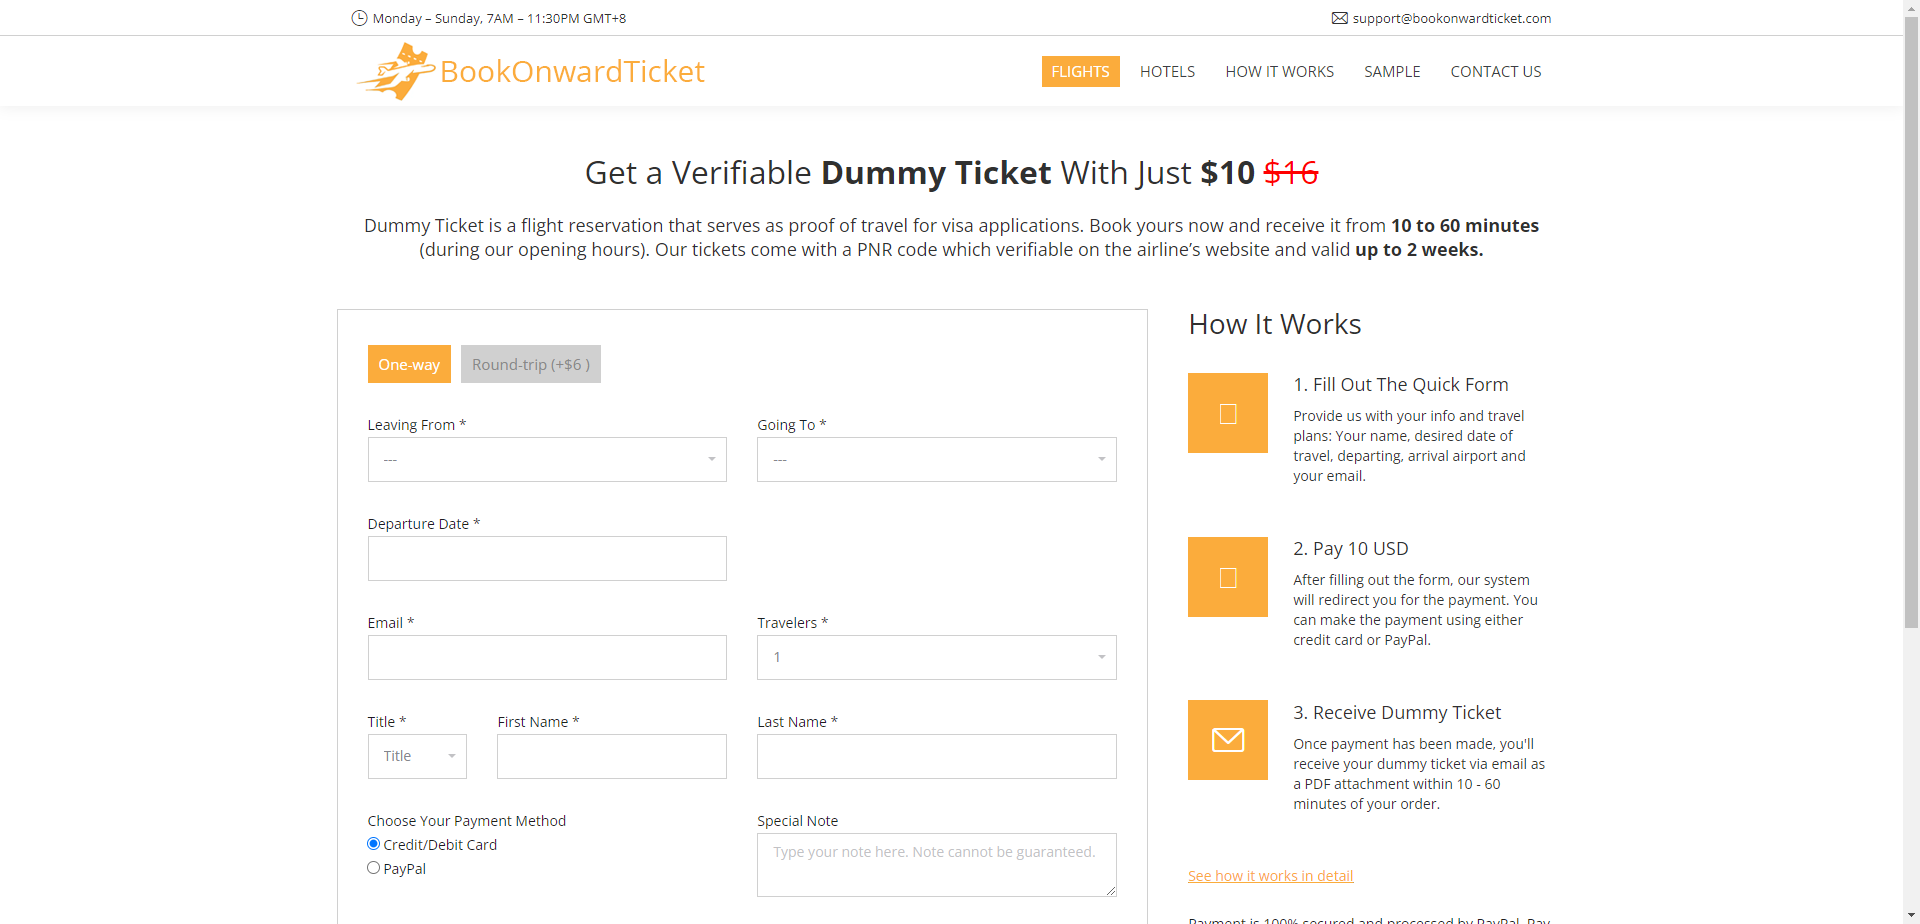 Monday – Sunday, 7AM – 11:30PM GMT+8
support@bookonwardticket.com
BookOnwardTicket
FLIGHTS
HOTELS
HOW IT WORKS
SAMPLE
CONTACT US
Get a Verifiable Dummy Ticket With Just $10 $16
Dummy Ticket is a flight reservation that serves as proof of travel for visa applications. Book yours now and receive it from 10 to 60 minutes
(during our opening hours). Our tickets come with a PNR code which verifiable on the airline’s website and valid up to 2 weeks.
One-way
Round-trip (+$6 )
Leaving From *
---
Going To *
---
Departure Date *
Email *
Travelers *
1
Title *
Title
First Name *
Last Name *
Choose Your Payment Method
Credit/Debit Card
PayPal
Special Note
Type your note here. Note cannot be guaranteed.
How It Works
1. Fill Out The Quick Form
Provide us with your info and travel
plans: Your name, desired date of
travel, departing, arrival airport and
your email.
2. Pay 10 USD
After filling out the form, our system
will redirect you for the payment. You
can make the payment using either
credit card or PayPal.
3. Receive Dummy Ticket
Once payment has been made, you'll
receive your dummy ticket via email as
a PDF attachment within 10 - 60
minutes of your order.
See how it works in detail
Payment is 100% secured and processed by PayPal. Pay